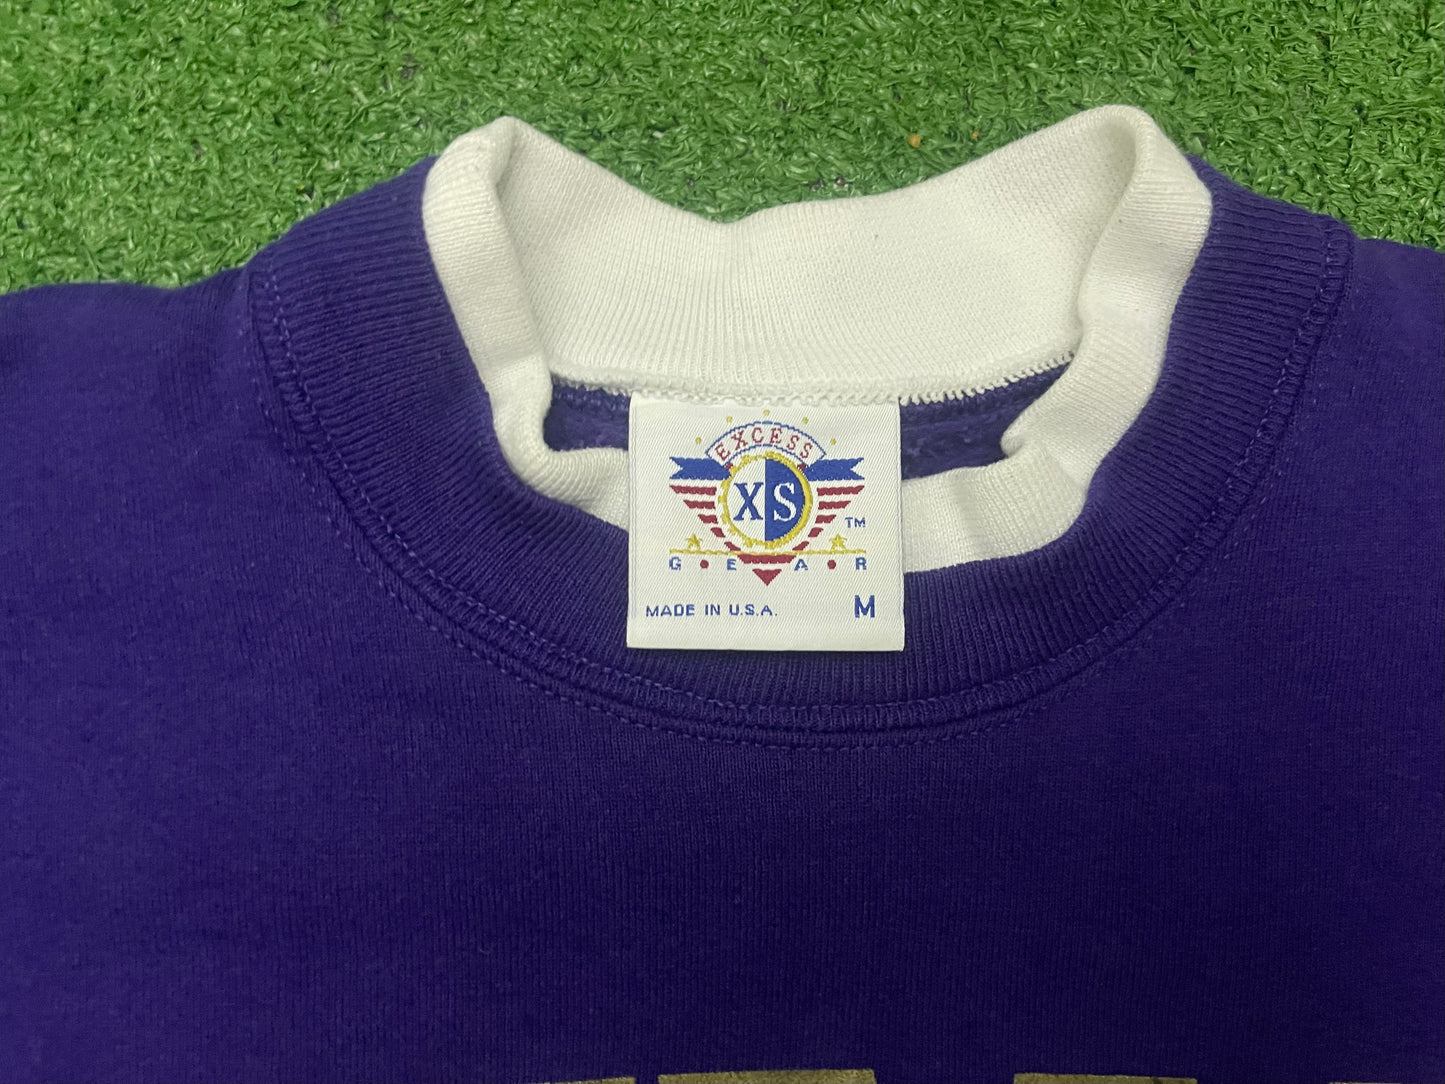 EXCESS
XS
TM
G • E A • R
MADE IN U.S.A. M